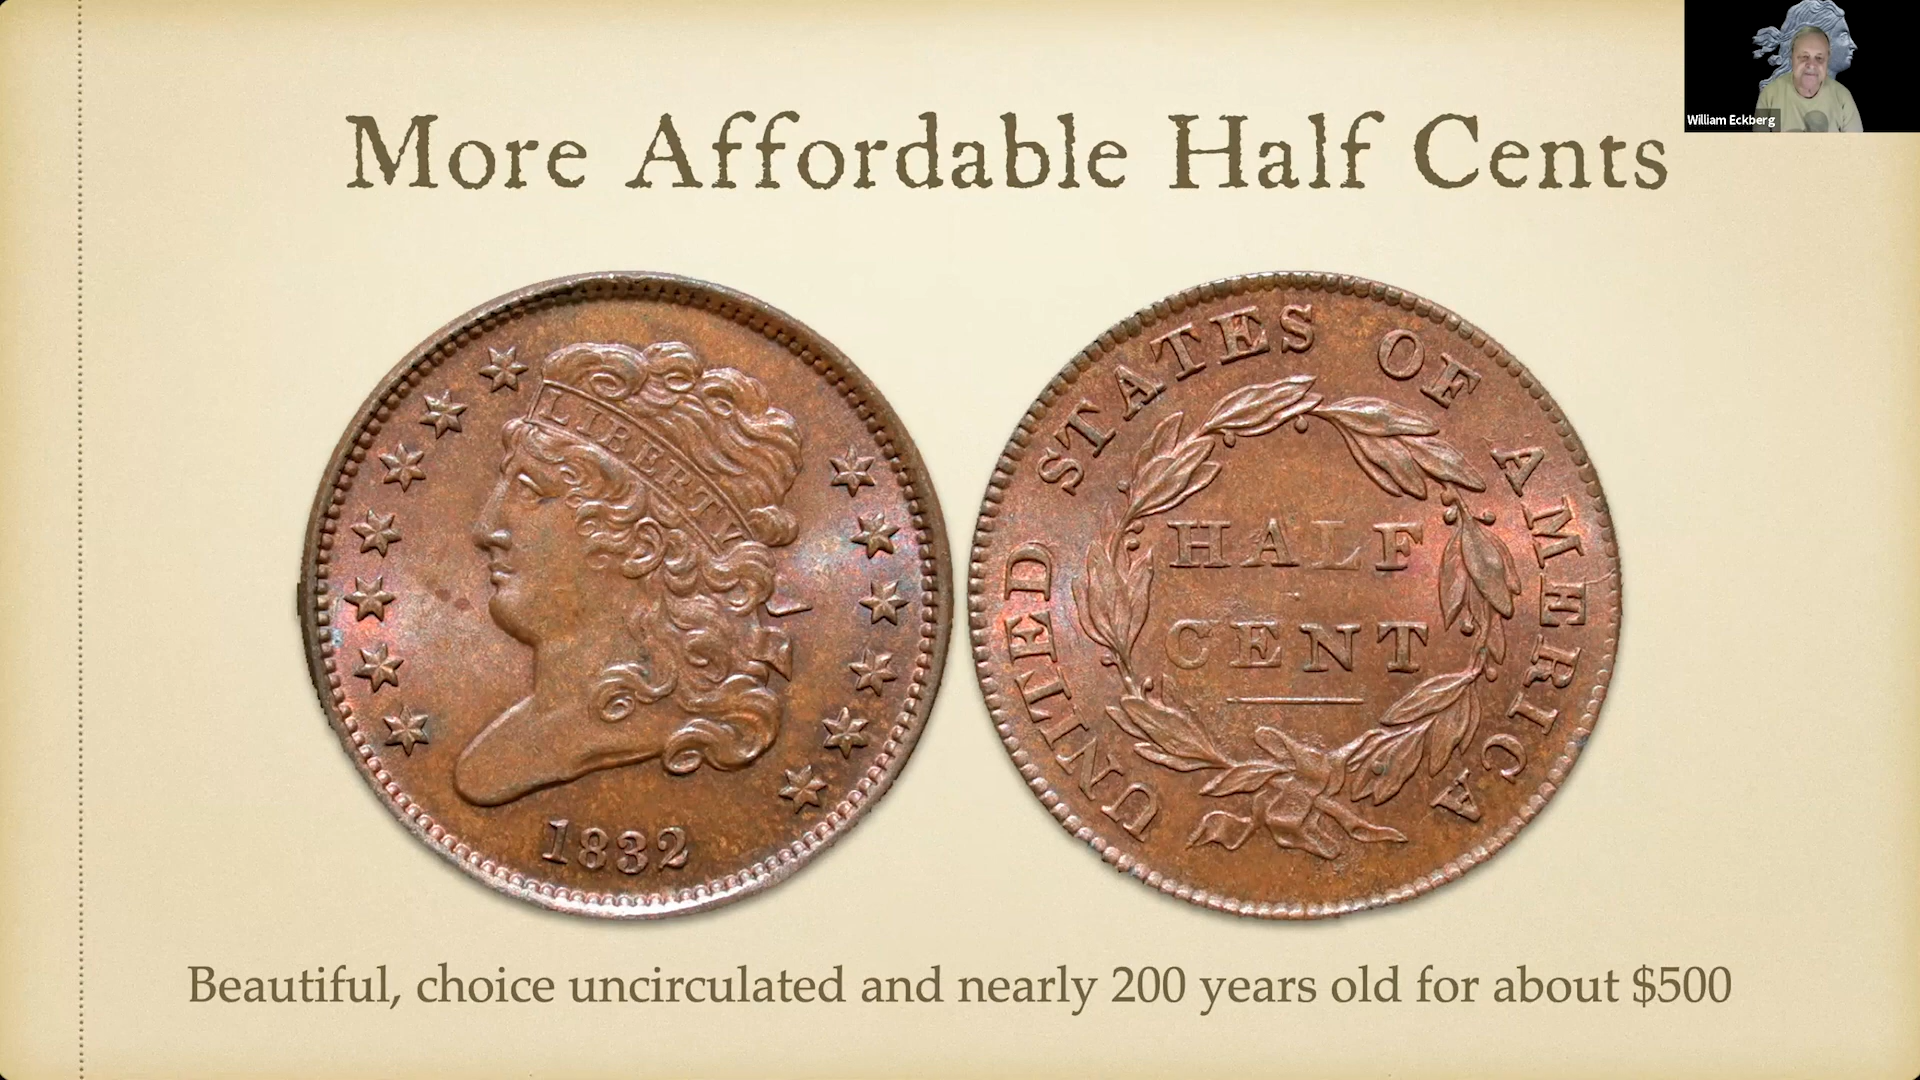 William Eckberg
More Affordable Half Cents
LIBERTY
1832
UNITED STATES OF AMERICA
HALF
CENT
Beautiful, choice uncirculated and nearly 200 years old for about $500